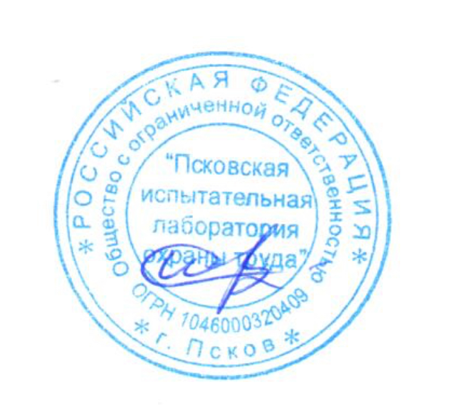 * РОССИЙСКАЯ ФЕДЕРАЦИЯ *
Общество с ограниченной ответственностью
"Псковская
испытательная
лаборатория
охраны труда"
ОГРН 1046000320409
* г. Псков *